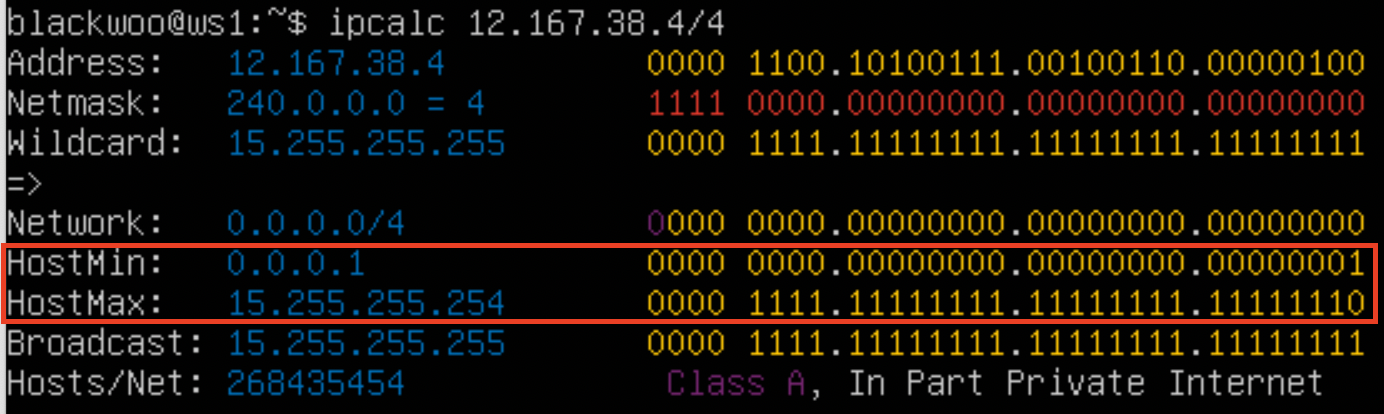 blackwoo@ws1:~$ ipcalc 12.167.38.4/4
Address:   12.167.38.4          0000 1100.10100111.00100110.00000100
Netmask:   240.0.0.0 = 4        1111 0000.00000000.00000000.00000000
Wildcard:  15.255.255.255       0000 1111.11111111.11111111.11111111
=>
Network:   0.0.0.0/4            0000 0000.00000000.00000000.00000000
HostMin:   0.0.0.1              0000 0000.00000000.00000000.00000001
HostMax:   15.255.255.254       0000 1111.11111111.11111111.11111110
Broadcast: 15.255.255.255       0000 1111.11111111.11111111.11111111
Hosts/Net: 268435454             Class A, In Part Private Internet